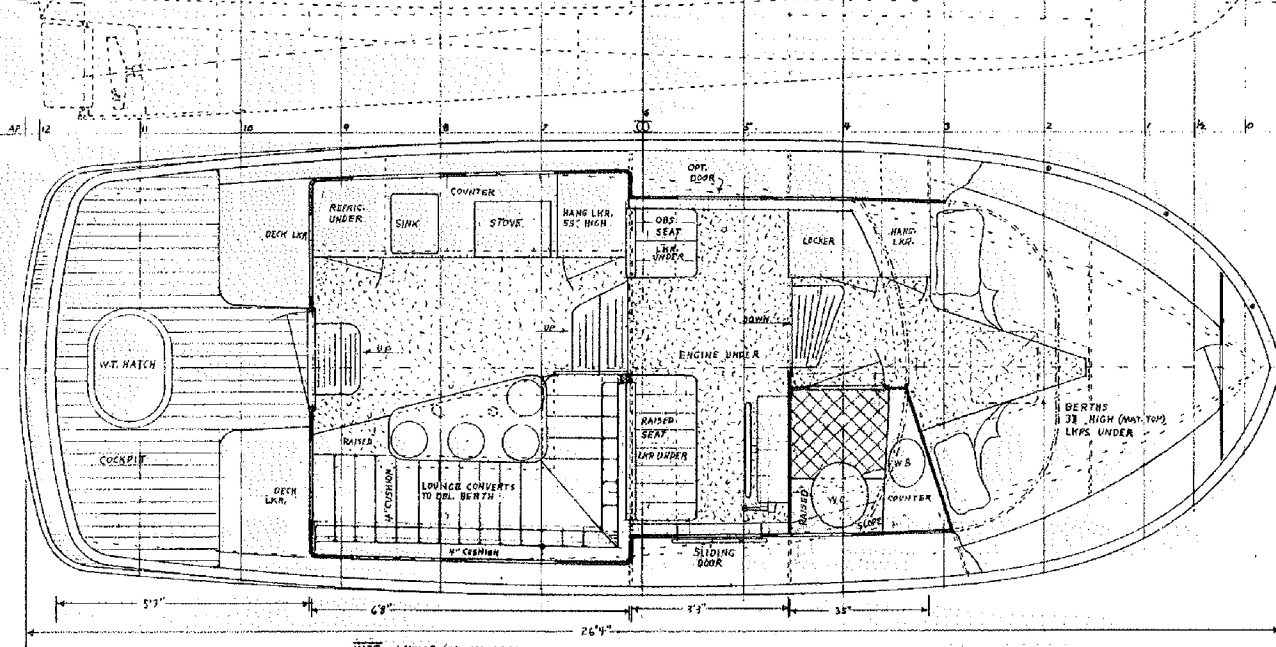 AP.
12
11
10
9
8
7
6
5
4
3
2
1
½
0
OPT.
DOOR
COUNTER
REFRIG.
UNDER
SINK
STOVE
HANG LKR.
55" HIGH
OBS.
SEAT
LKR.
UNDER
LOCKER
HANG.
LKR.
DECK LKR.
UP
UP
DOWN
ENGINE UNDER
W.T. HATCH
COCKPIT
DECK
LKR.
RAISED
4" CUSHION
LOUNGE CONVERTS
TO DBL. BERTH
4" CUSHION
RAISED
SEAT
LKR UNDER
SLIDING
DOOR
RAISED
W.C.
SLOPE
W.B
COUNTER
BERTHS
HIGH (MAT. TOP)
LKRS UNDER
5'3"
6'8"
3'3"
35"
26'4"